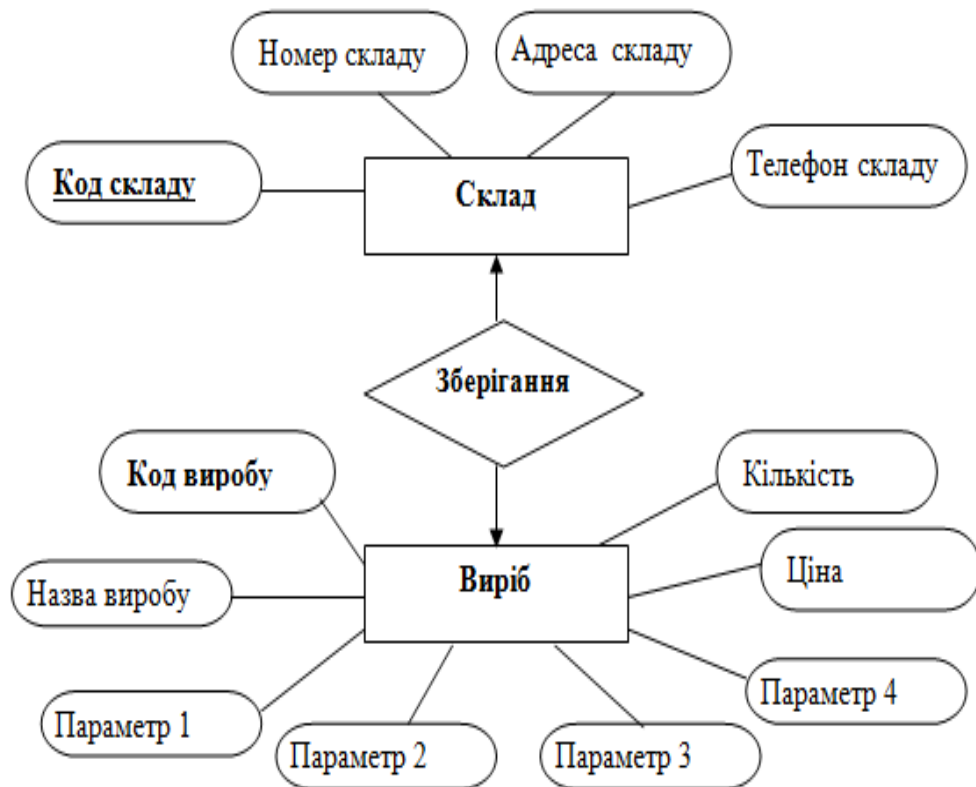 Номер складу
Адреса складу
Код складу
Склад
Телефон складу
Зберігання
Код виробу
Кількість
Назва виробу
Виріб
Ціна
Параметр 1
Параметр 2
Параметр 3
Параметр 4